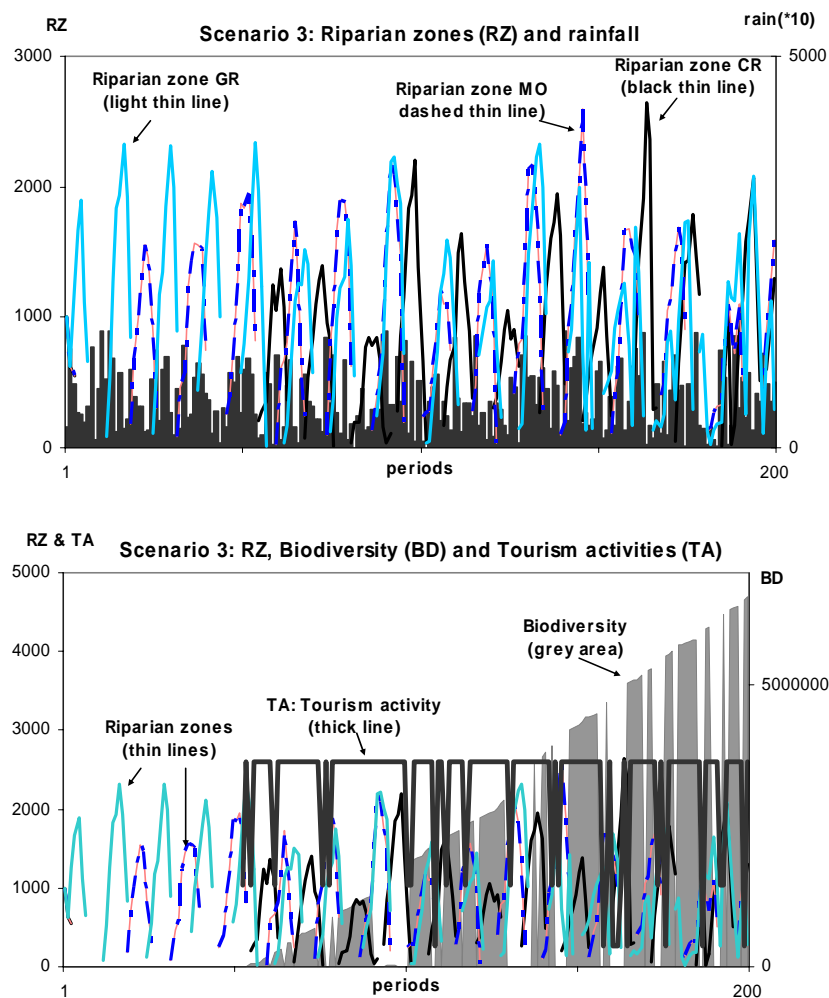 RZ
rain(*10)
Scenario 3: Riparian zones (RZ) and rainfall
3000
5000
Riparian zone GR
(light thin line)
Riparian zone MO
dashed thin line)
Riparian zone CR
(black thin line)
2000
1000
0
0
1
periods
200
RZ & TA
Scenario 3: RZ, Biodiversity (BD) and Tourism activities (TA)
5000
BD
Biodiversity
(grey area)
4000
TA: Tourism activity
(thick line)
5000000
Riparian zones
(thin lines)
3000
2000
1000
0
0
1
periods
200